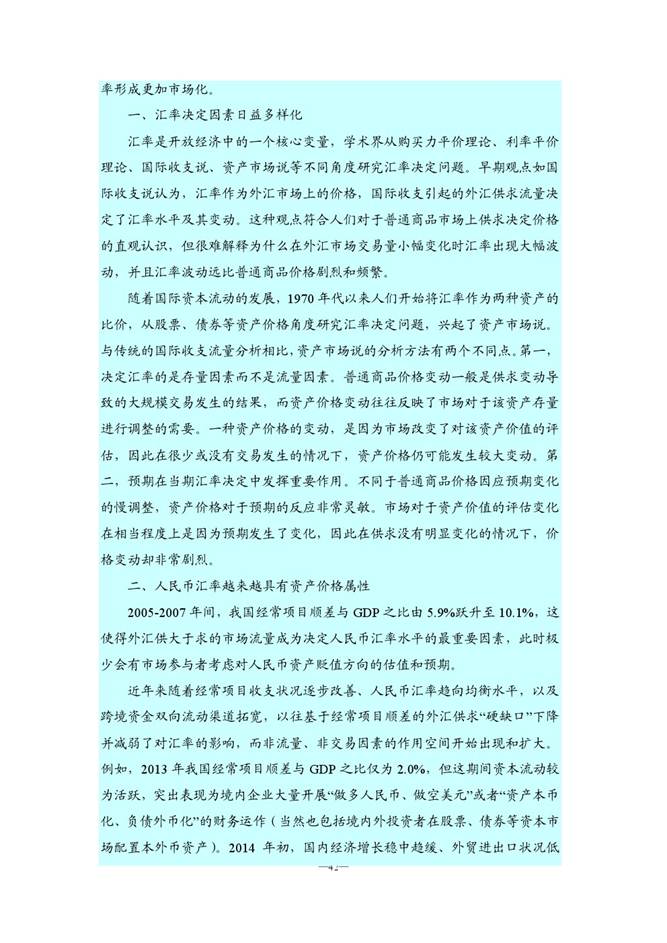 率形成更加市场化。
一、汇率决定因素日益多样化
汇率是开放经济中的一个核心变量，学术界从购买力平价理论、利率平价
理论、国际收支说、资产市场说等不同角度研究汇率决定问题。早期观点如国
际收支说认为，汇率作为外汇市场上的价格，国际收支引起的外汇供求流量决
定了汇率水平及其变动。这种观点符合人们对于普通商品市场上供求决定价格
的直观认识，但很难解释为什么在外汇市场交易量小幅变化时汇率出现大幅波
动，并且汇率波动远比普通商品价格剧烈和频繁。
随着国际资本流动的发展，1970 年代以来人们开始将汇率作为两种资产的
比价，从股票、债券等资产价格角度研究汇率决定问题，兴起了资产市场说。
与传统的国际收支流量分析相比，资产市场说的分析方法有两个不同点。第一，
决定汇率的是存量因素而不是流量因素。普通商品价格变动一般是供求变动导
致的大规模交易发生的结果，而资产价格变动往往反映了市场对于该资产存量
进行调整的需要。一种资产价格的变动，是因为市场改变了对该资产价值的评
估，因此在很少或没有交易发生的情况下，资产价格仍可能发生较大变动。第
二，预期在当期汇率决定中发挥重要作用。不同于普通商品价格因应预期变化
的慢调整，资产价格对于预期的反应非常灵敏。市场对于资产价值的评估变化
在相当程度上是因为预期发生了变化，因此在供求没有明显变化的情况下，价
格变动却非常剧烈。
二、人民币汇率越来越具有资产价格属性
2005-2007 年间，我国经常项目顺差与 GDP 之比由 5.9%跃升至 10.1%，这
使得外汇供大于求的市场流量成为决定人民币汇率水平的最重要因素，此时极
少会有市场参与者考虑对人民币资产贬值方向的估值和预期。
近年来随着经常项目收支状况逐步改善、人民币汇率趋向均衡水平，以及
跨境资金双向流动渠道拓宽，以往基于经常项目顺差的外汇供求“硬缺口”下降
并减弱了对汇率的影响，而非流量、非交易因素的作用空间开始出现和扩大。
例如，2013 年我国经常项目顺差与 GDP 之比仅为 2.0%，但这期间资本流动较
为活跃，突出表现为境内企业大量开展“做多人民币、做空美元”或者“资产本币
化、负债外币化”的财务运作（当然也包括境内外投资者在股票、债券等资本市
场配置本外币资产）。2014 年初，国内经济增长稳中趋缓、外贸进出口状况低
—42—